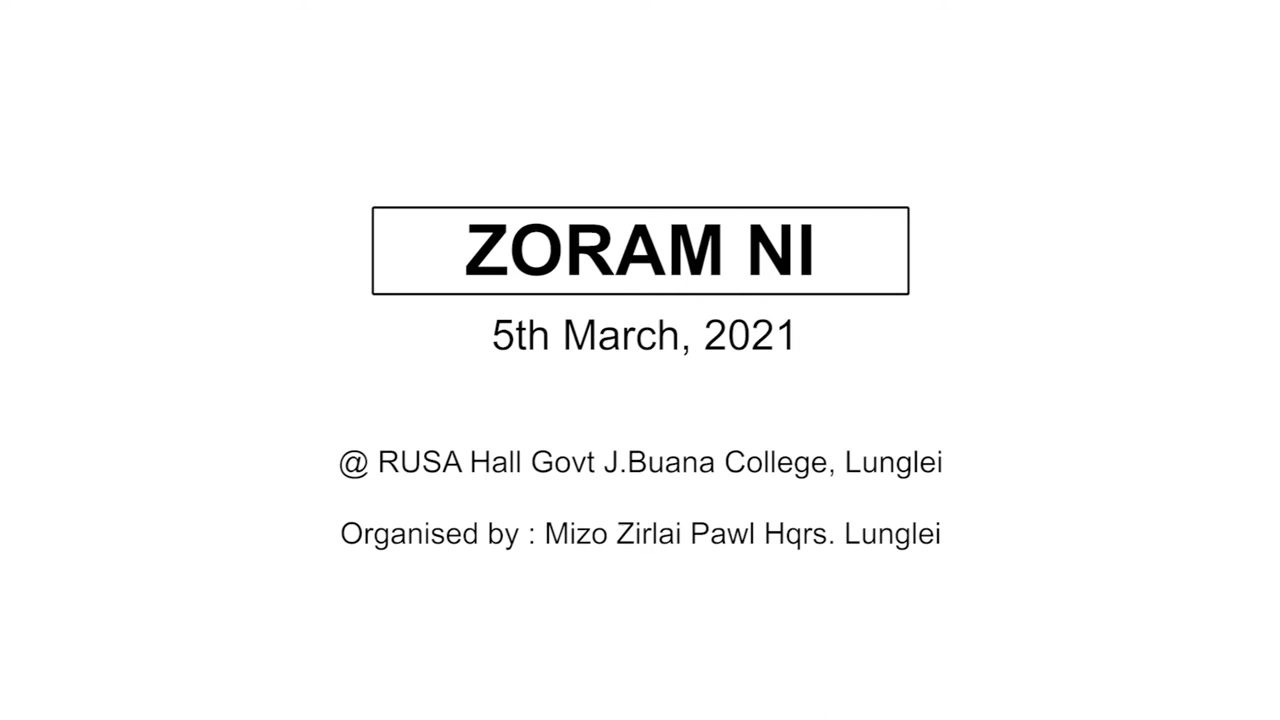 ZORAM NI
5th March, 2021
@ RUSA Hall Govt J.Buana College, Lunglei
Organised by : Mizo Zirlai Pawl Hqrs. Lunglei